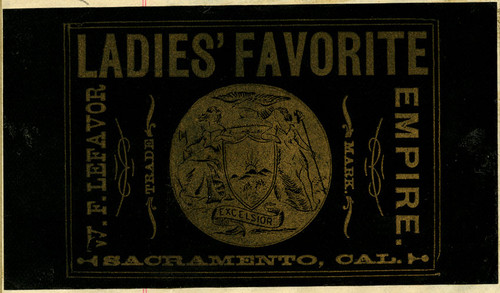 LADIES' FAVORITE
W. F. LEFAVOR
TRADE
MARK.
EMPIRE.
EXCELSIOR
SACRAMENTO, CAL.